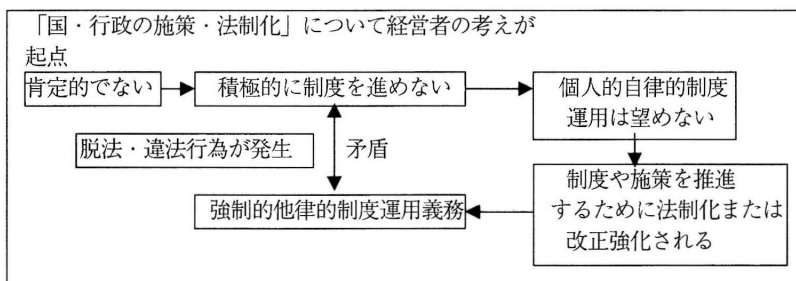 「国・行政の施策・法制化」について経営者の考えが
起点
肯定的でない
積極的に制度を進めない
個人的自律的制度
運用は望めない
脱法・違法行為が発生
矛盾
制度や施策を推進
するために法制化または
改正強化される
強制的他律的制度運用義務